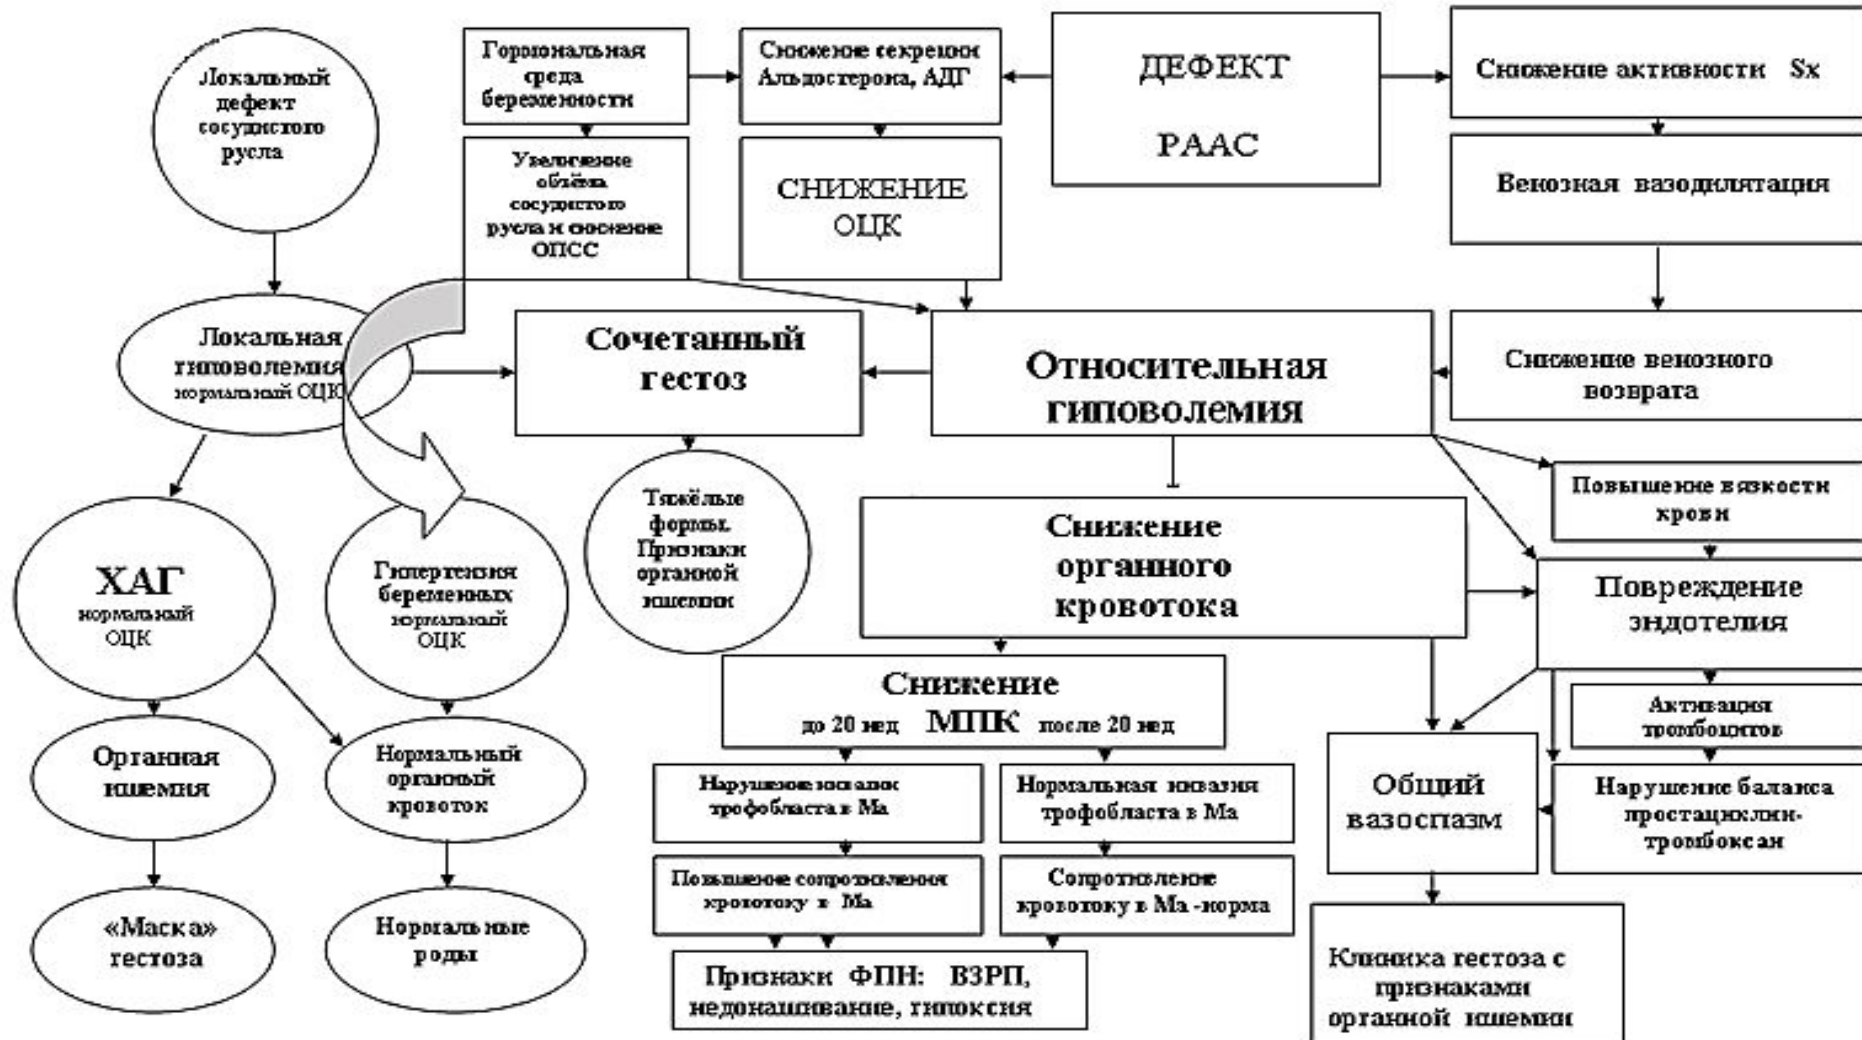 Локальный
дефект
сосудистого
русла
Гормональная
среда
беременности
Снижение секреции
Альдостерона, АДГ
ДЕФЕКТ
РААС
Снижение активности Sx
Увеличение
объёма
сосудистого
русла и снижение
ОПСС
СНИЖЕНИЕ
ОЦК
Венозная вазодилятация
Локальная
гиповолемия
нормальный ОЦК
Сочетанный
гестоз
Относительная
гиповолемия
Снижение венозного
возврата
Тяжёлые
формы.
Признаки
органной
ишемии
Снижение
органного
кровотока
Повышение вязкости
крови
ХАГ
нормальный
ОЦК
Гипертензия
беременных
нормальный
ОЦК
Повреждение
эндотелия
Снижение
до 20 нед МПК после 20 нед
Активация
тромбоцитов
Органная
ишемия
Нормальный
органный
кровоток
Нарушение инвазии
трофобласта в Ма
Нормальная инвазия
трофобласта в Ма
Общий
вазоспазм
Нарушение баланса
простациклин-
тромбоксан
«Маска»
гестоза
Нормальные
роды
Повышение сопротивления
кровотоку в Ма
Сопротивление
кровотоку в Ма -норма
Признаки ФПН: ВЗРП,
недонашивание, гипоксия
Клиника гестоза с
признаками
органной ишемии